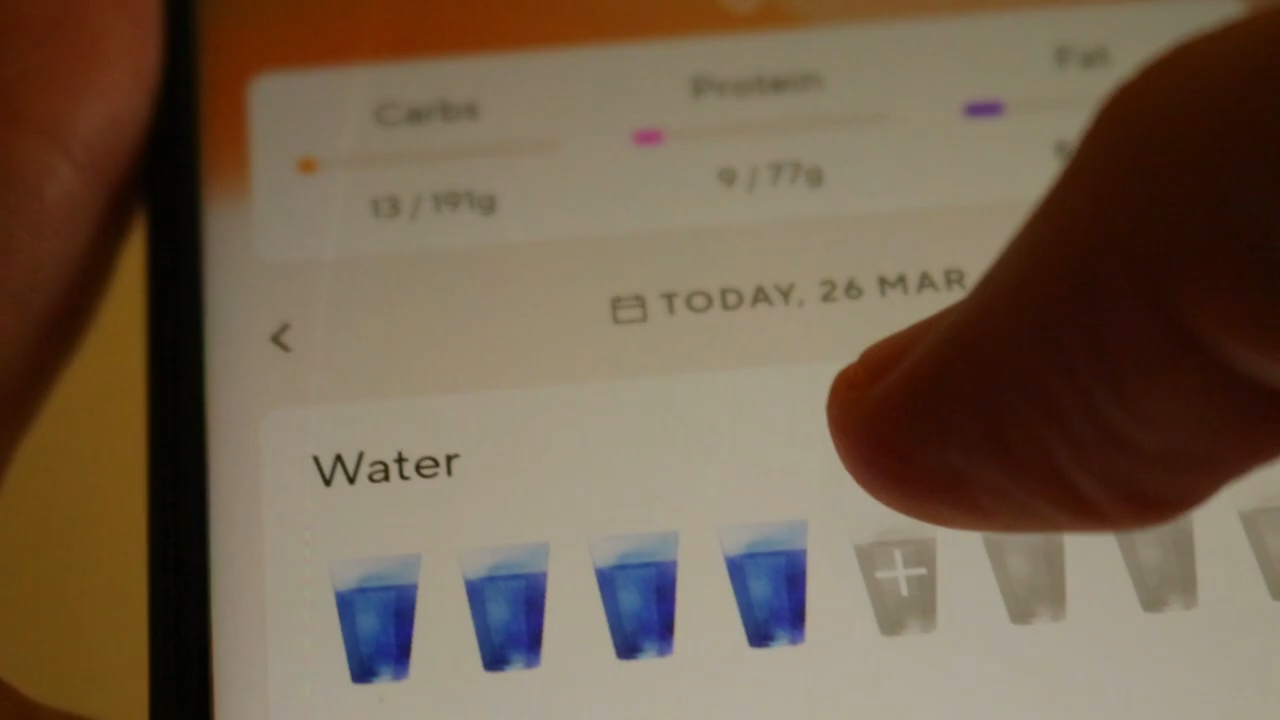 Carbs
Protein
Fat
13 / 191g
9 / 77g
TODAY, 26 MAR
Water